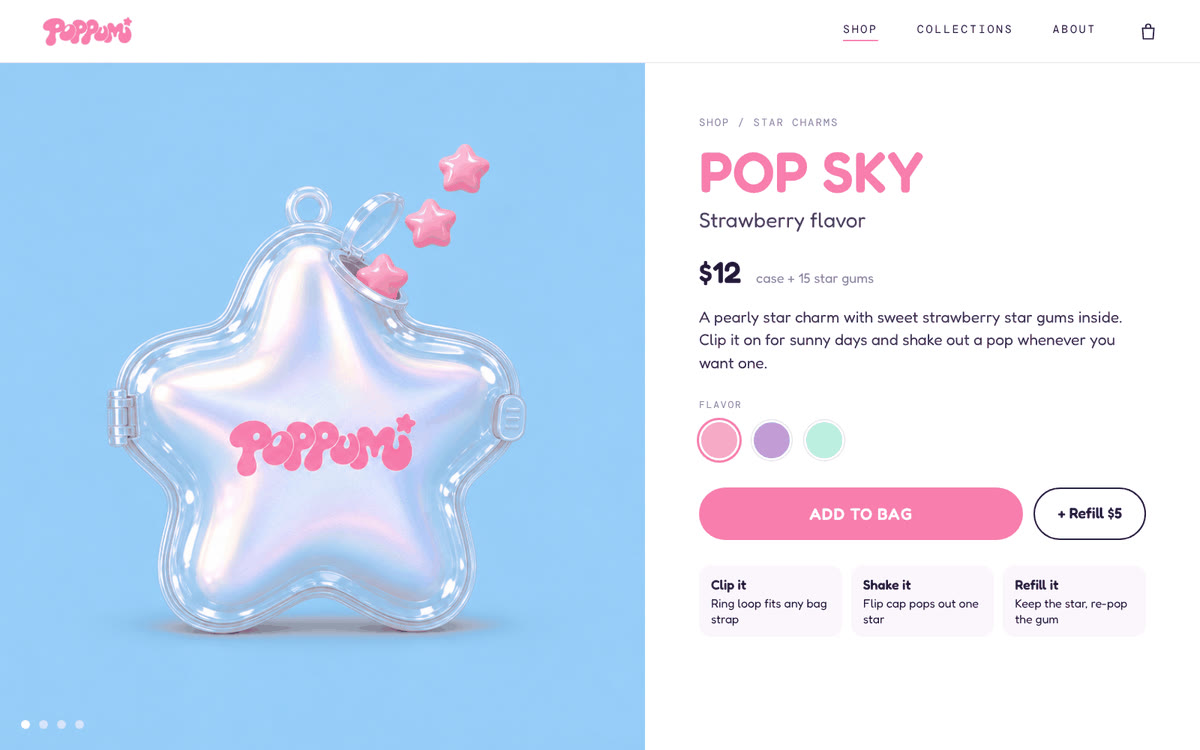 POPPUMi
SHOP
COLLECTIONS
ABOUT
POPPUMi
SHOP / STAR CHARMS
POP SKY
Strawberry flavor
$12 case + 15 star gums
A pearly star charm with sweet strawberry star gums inside.
Clip it on for sunny days and shake out a pop whenever you
want one.
FLAVOR
ADD TO BAG
+ Refill $5
Clip it
Ring loop fits any bag
strap
Shake it
Flip cap pops out one
star
Refill it
Keep the star, re-pop
the gum